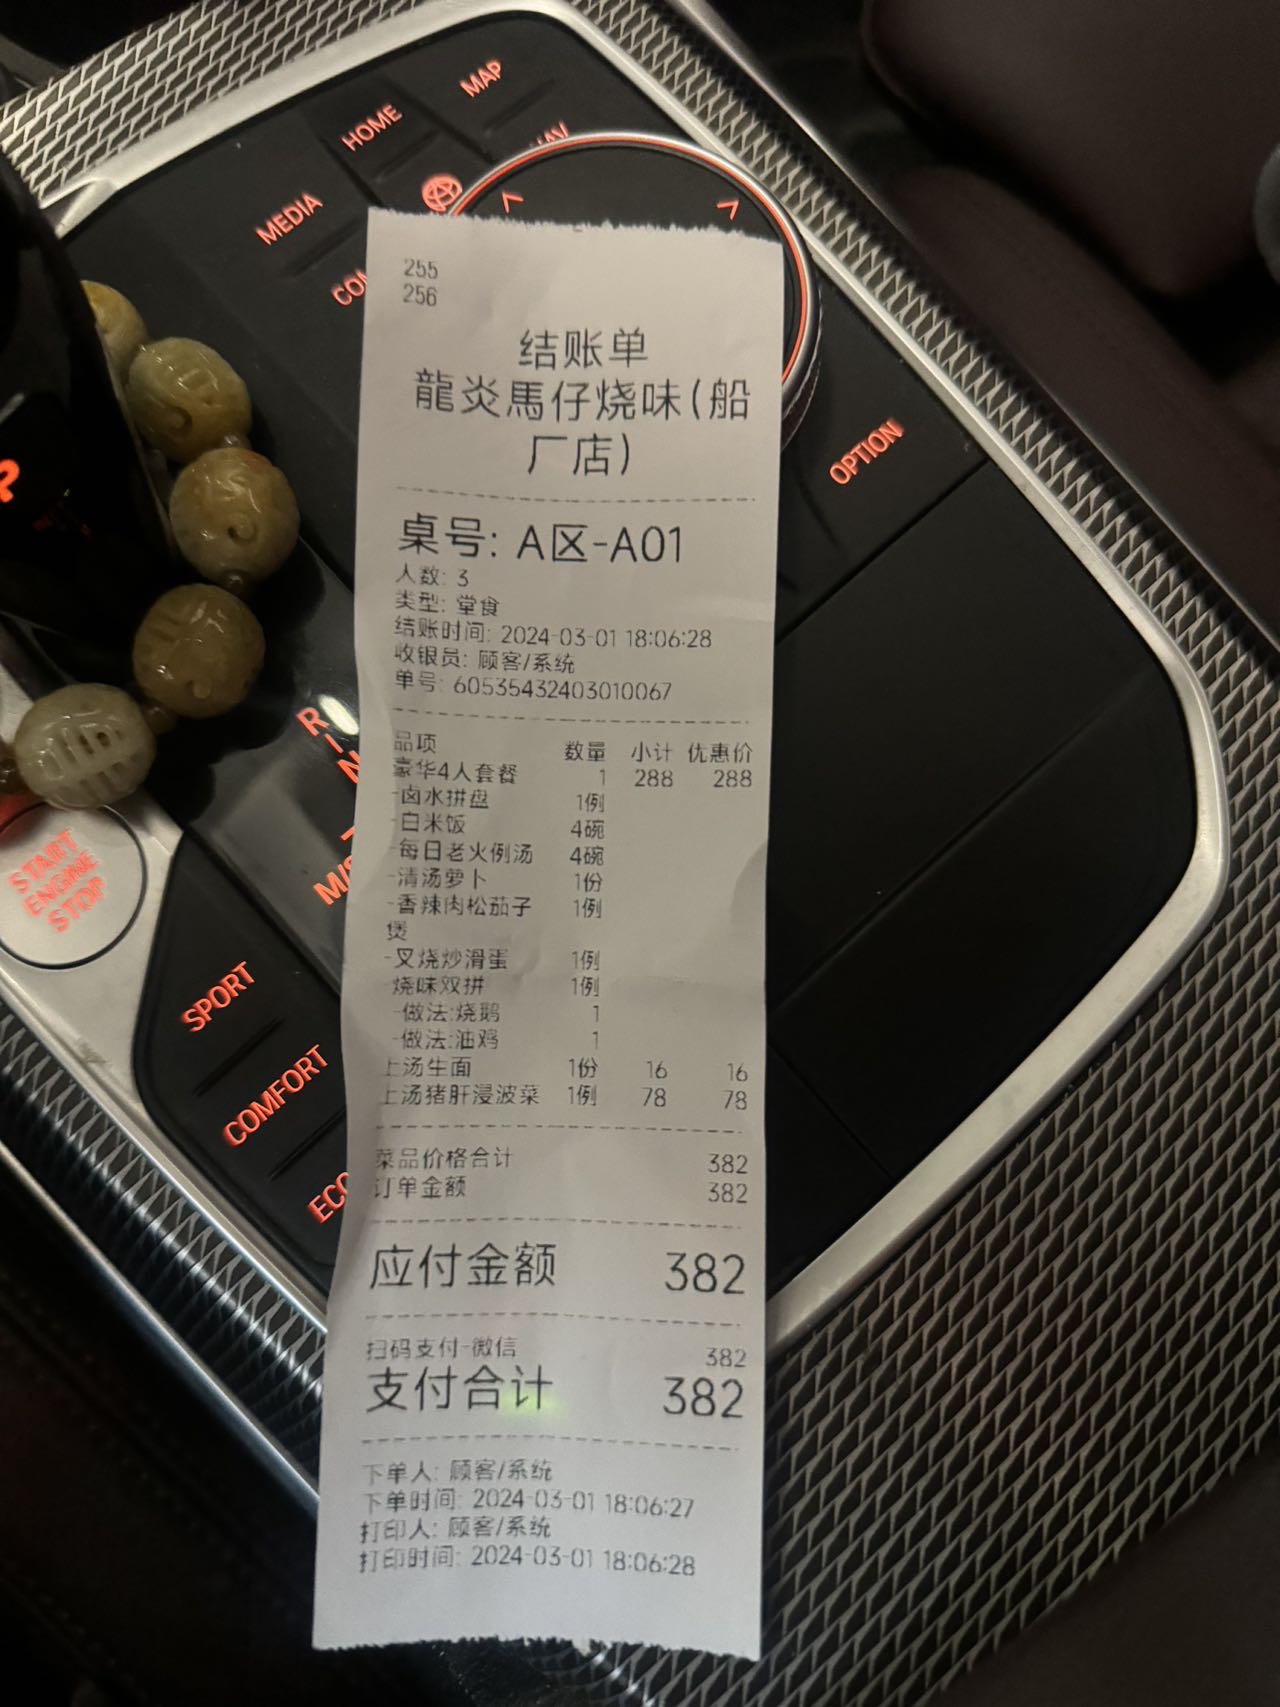 MAP
HOME
MEDIA
OPTION
255
256
结账单
龍炎馬仔烧味(船
厂店)
桌号: A区-A01
人数: 3
类型: 堂食
结账时间: 2024-03-01 18:06:28
收银员: 顾客/系统
单号: 60535432403010067
品项 数量 小计 优惠价
豪华4人套餐 1 288 288
-卤水拼盘 1例
-白米饭 4碗
-每日老火例汤 4碗
-清汤萝卜 1份
-香辣肉松茄子 1例
煲
-叉烧炒滑蛋 1例
烧味双拼 1例
-做法:烧鹅 1
-做法:油鸡 1
上汤生面 1份 16 16
上汤猪肝浸波菜 1例 78 78
菜品价格合计 382
订单金额 382
应付金额 382
扫码支付-微信 382
支付合计 382
下单人: 顾客/系统
下单时间: 2024-03-01 18:06:27
打印人: 顾客/系统
打印时间: 2024-03-01 18:06:28
START
ENGINE
STOP
SPORT
COMFORT